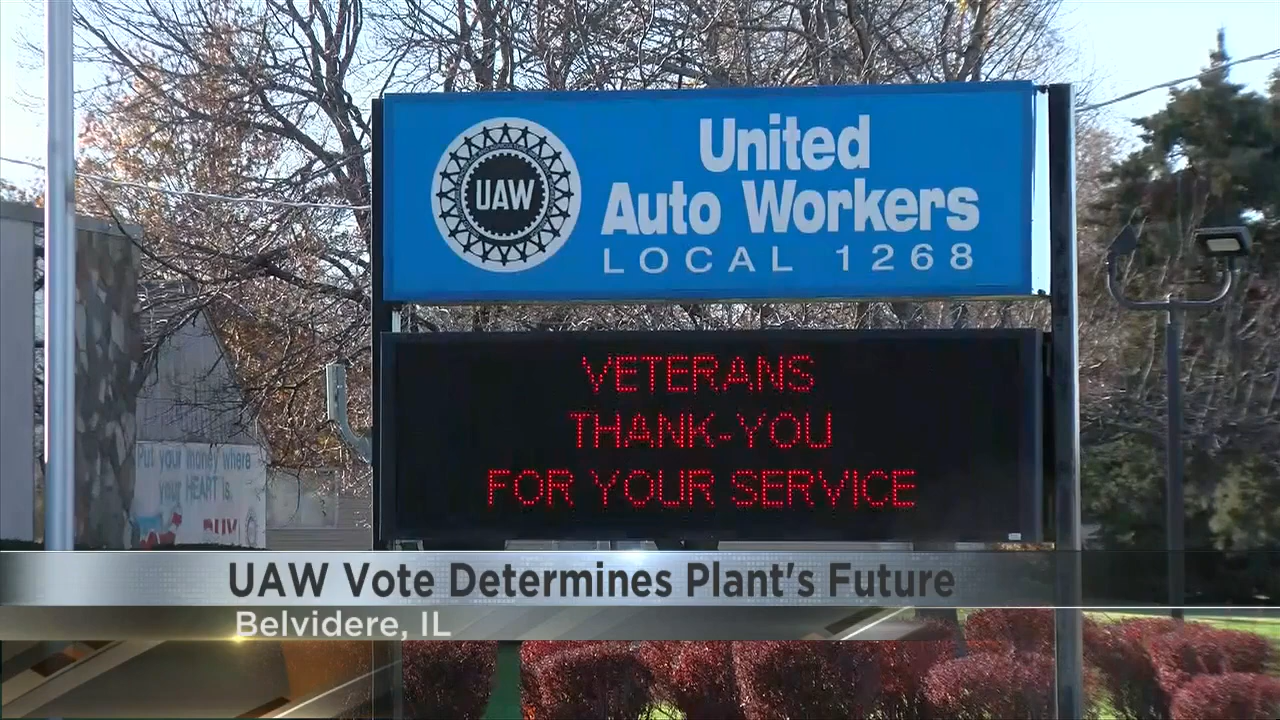 UAW
United
Auto Workers
LOCAL 1268
VETERANS
THANK-YOU
FOR YOUR SERVICE
Put your money where
your HEART is.
BUY
UAW Vote Determines Plant's Future
Belvidere, IL